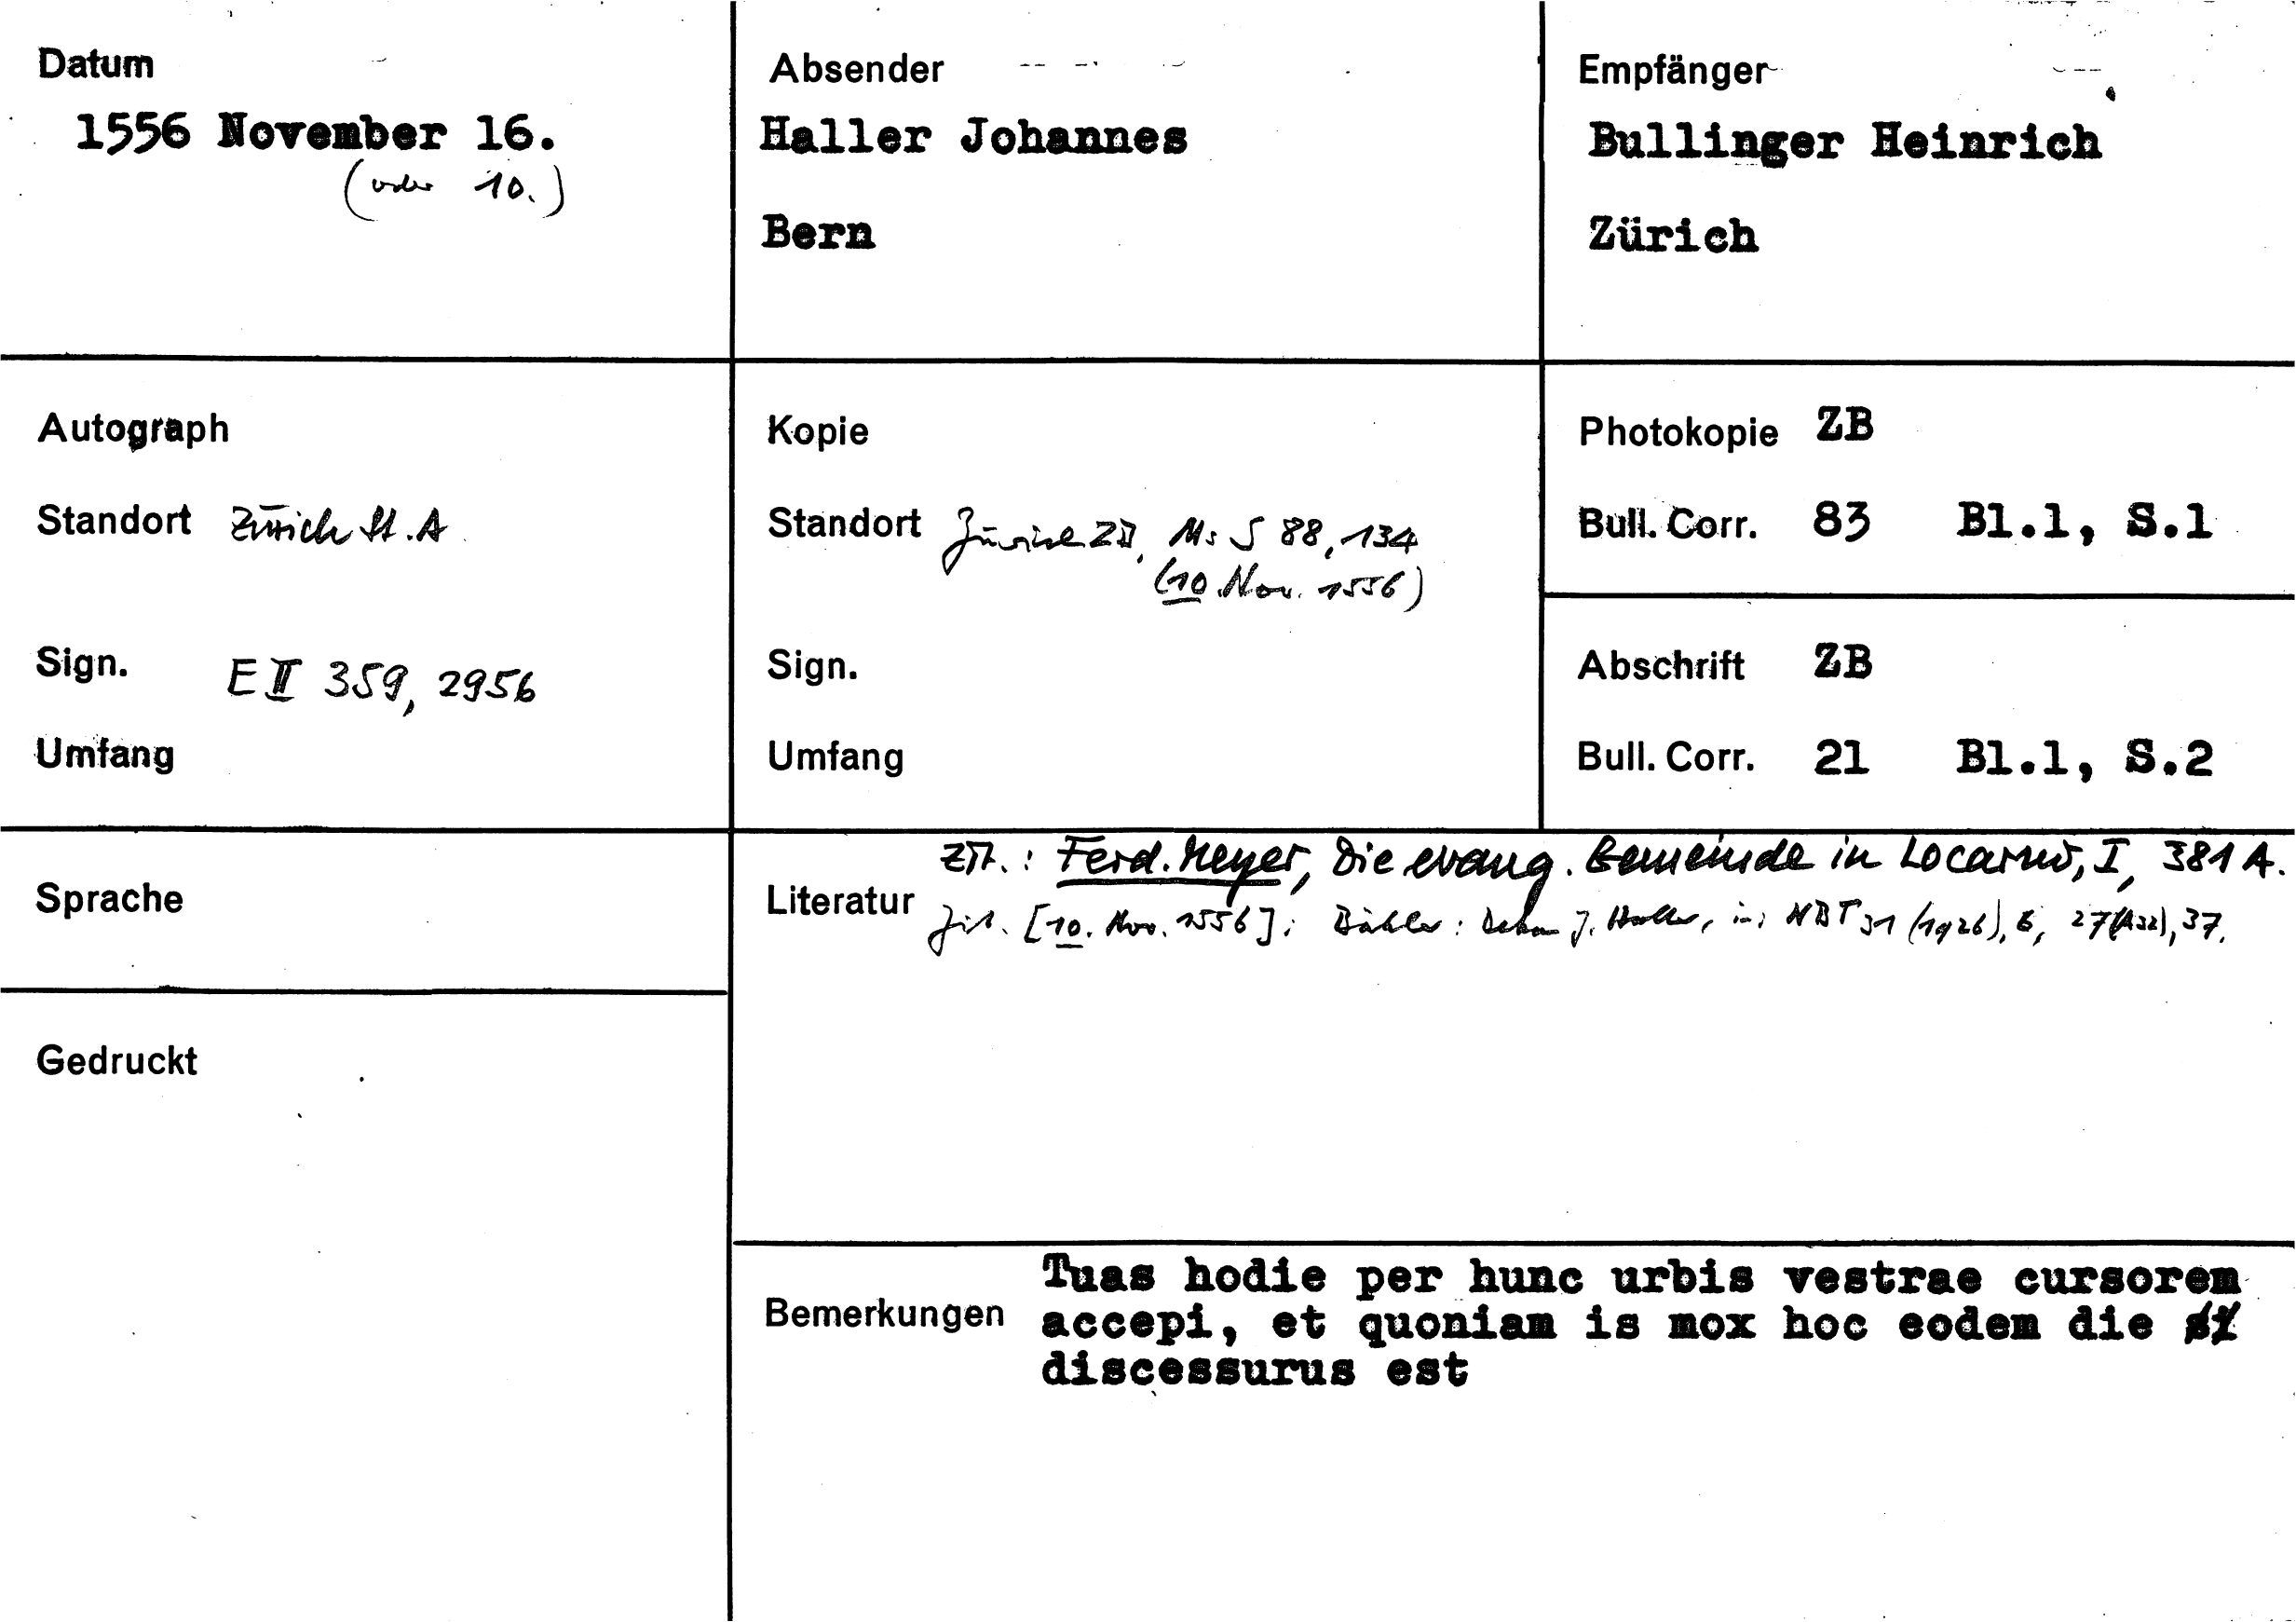 Datum
1556 November 16.
(oder 10.)
Absender
Haller Johannes
Bern
Empfänger
Bullinger Heinrich
Zürich
Autograph
Standort Zürich St.A
Sign. E II 359, 2956
Umfang
Kopie
Standort Zürich ZB, Ms S 88, 134
(10. Nov. 1556)
Sign.
Umfang
Photokopie ZB
Bull. Corr. 83 Bl.1, S.1
Abschrift ZB
Bull. Corr. 21 Bl.1, S.2
Sprache
Gedruckt
Zit.: Ferd. Meyer, Die evang. Gemeinde in Locarno, I, 381 A.
Literatur Zit. [10. Nov. 1556]: Bähler: Dekan J. Haller, in: NBT 31 (1926), 6, 27 (A32), 37.
Bemerkungen
Tuas hodie per hunc urbis vestrae cursorem
accepi, et quoniam is mox hoc eodem die
discessurus est